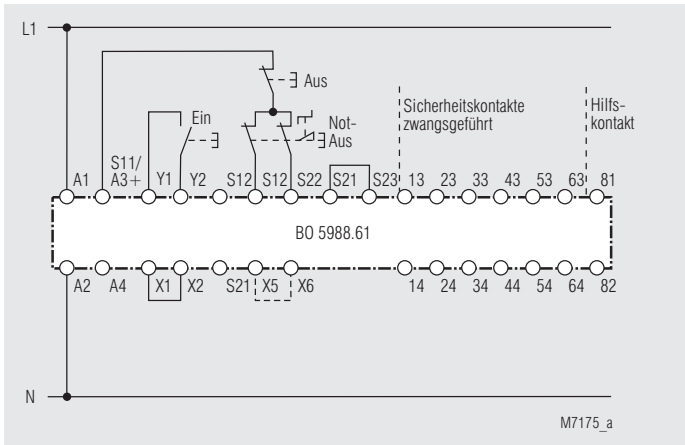 L1
Aus
Ein
Not-
Aus
Sicherheitskontakte
zwangsgeführt
Hilfs-
kontakt
S11/
A1 A3+ Y1 Y2 S12 S12 S22 S21 S23 13 23 33 43 53 63 81
BO 5988.61
A2 A4 X1 X2 S21 X5 X6 14 24 34 44 54 64 82
N
M7175_a